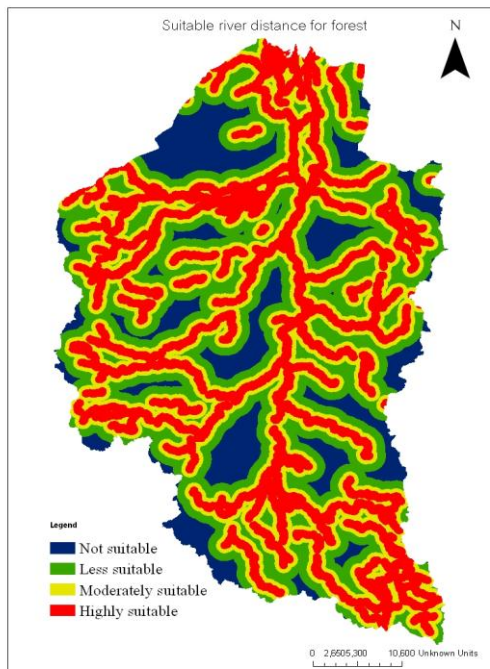 Suitable river distance for forest
N
Legend
Not suitable
Less suitable
Moderately suitable
Highly suitable
0 2,6505,300 10,600 Unknown Units